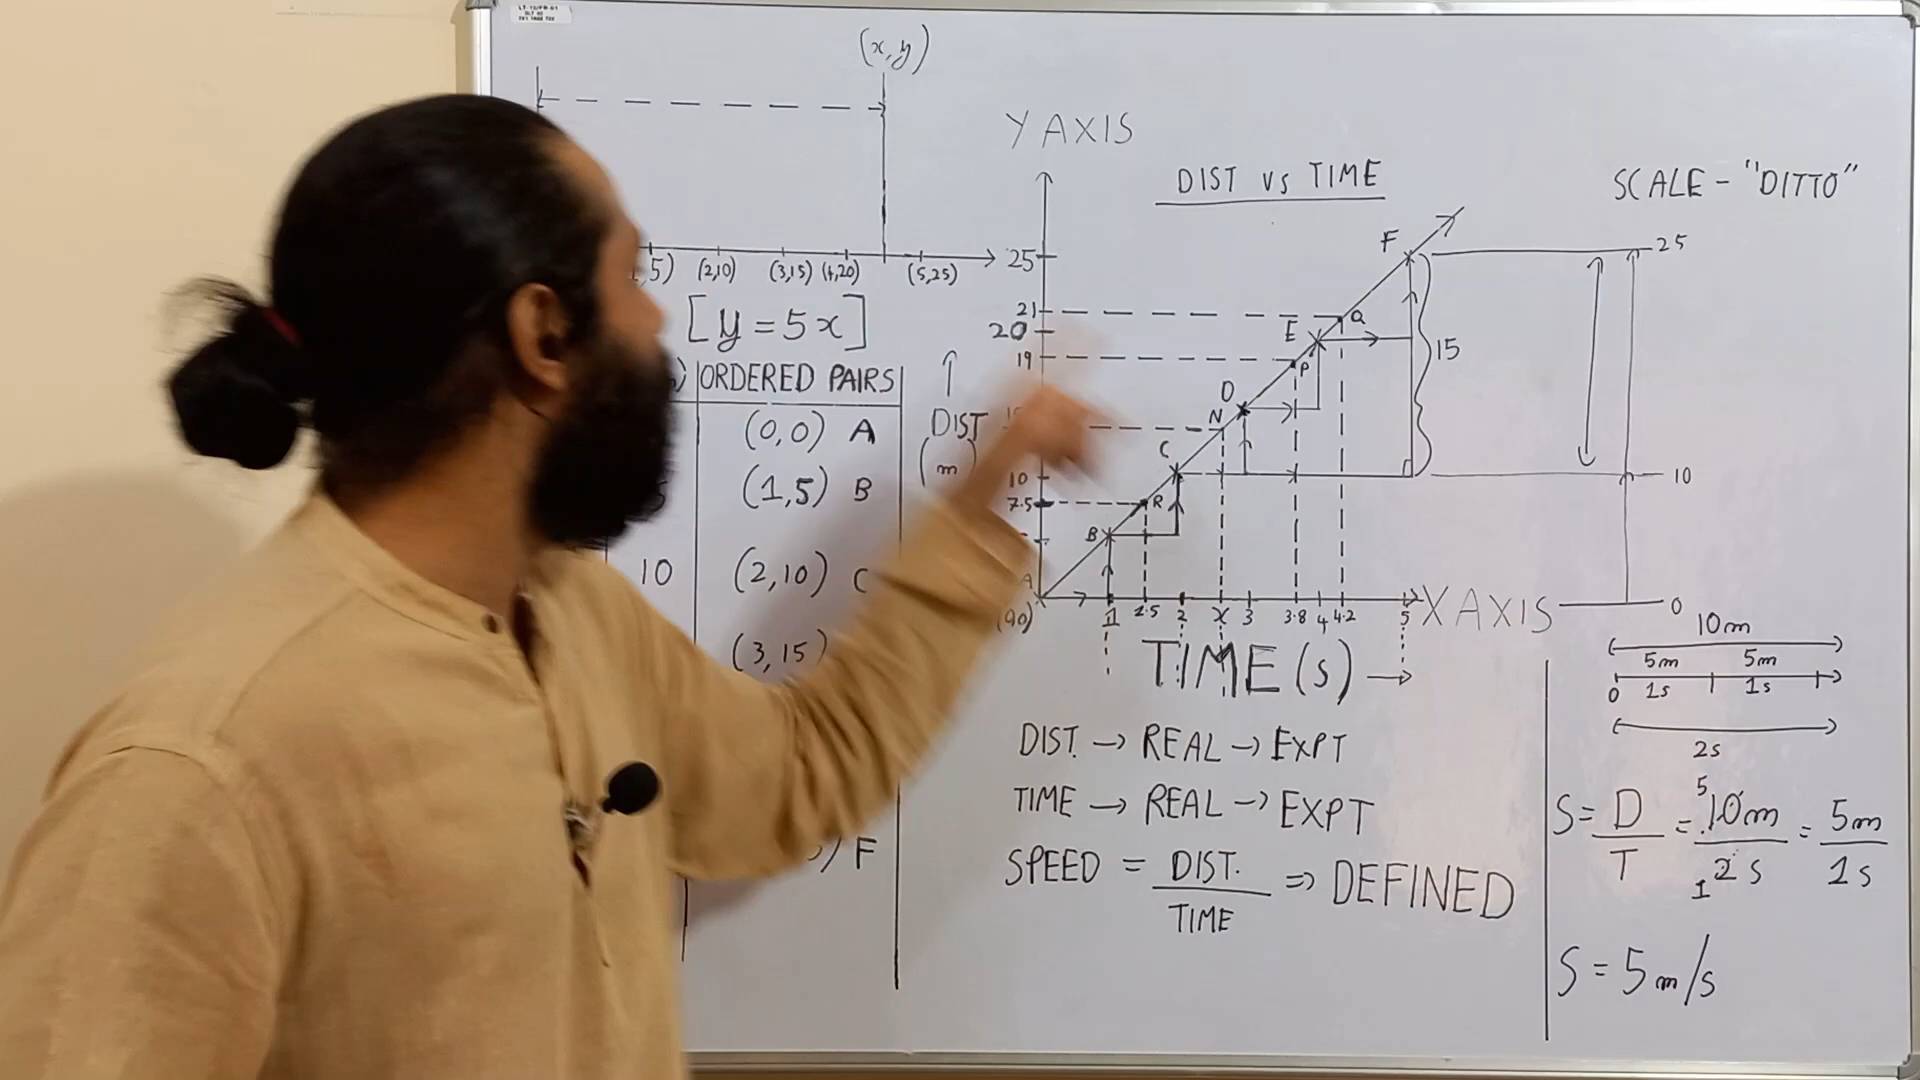 (x,y)
(2,10) (3,15) (4,20) (5,25)
[y = 5x]
ORDERED PAIRS
(0,0) A
(1,5) B
10 (2,10) C
(3,15)
F
Y AXIS
DIST VS TIME
SCALE - "DITTO"
25
21
20
19
10
7.5
DIST
(m)
A
B
R
C
N
D
P
E
Q
F
15
25
10
0
1 1.5 2 X 3 3.8 4 4.2 5
X AXIS
TIME (s) →
DIST. → REAL → EXPT
TIME → REAL → EXPT
SPEED = DIST. / TIME ⇒ DEFINED
10m
5m 5m
0 1s 1s
2s
S = D / T = 5 10m / 1 2s = 5m / 1s
S = 5 m/s